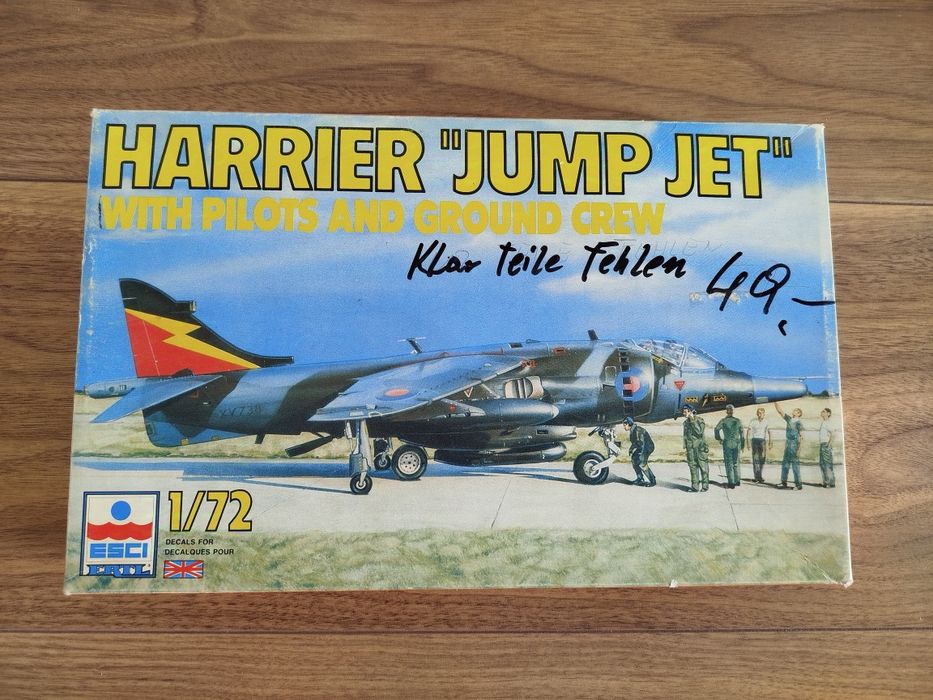 HARRIER "JUMP JET"
WITH PILOTS AND GROUND CREW
Klar teile Fehlen 49,-
XV738
1/72
DECALS FOR
DECALQUES POUR
ESCI
ERTL